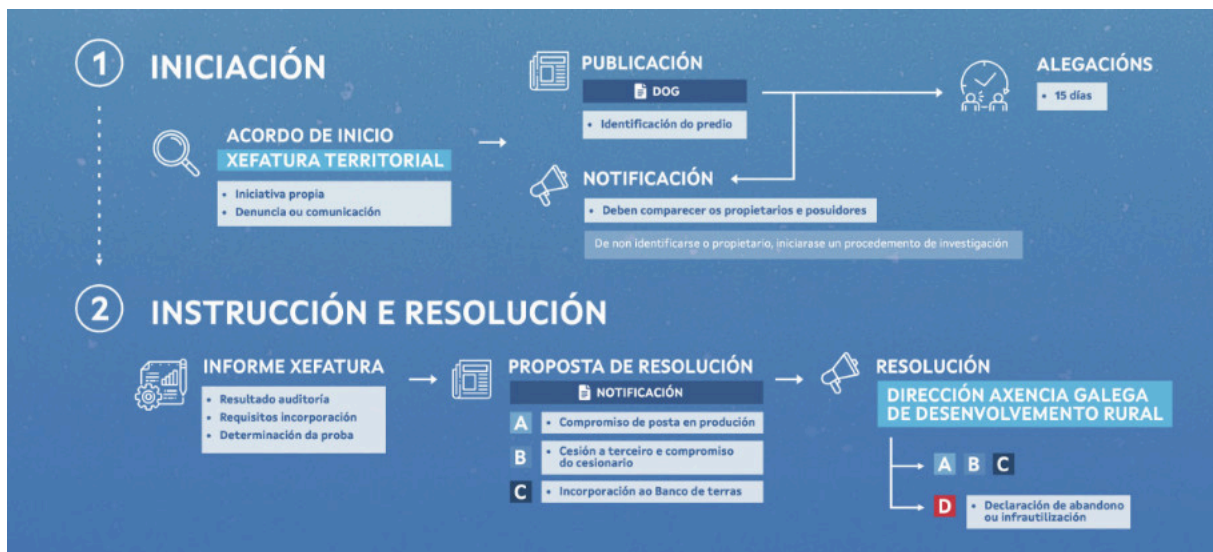 1 INICIACIÓN
ACORDO DE INICIO
XEFATURA TERRITORIAL
• Iniciativa propia
• Denuncia ou comunicación
PUBLICACIÓN
DOG
• Identificación do predio
NOTIFICACIÓN
• Deben comparecer os propietarios e posuidores
De non identificarse o propietario, iniciarase un procedemento de investigación
ALEGACIÓNS
• 15 días
2 INSTRUCCIÓN E RESOLUCIÓN
INFORME XEFATURA
• Resultado auditoría
• Requisitos incorporación
• Determinación da proba
PROPOSTA DE RESOLUCIÓN
NOTIFICACIÓN
A • Compromiso de posta en produción
B • Cesión a terceiro e compromiso
do cesionario
C • Incorporación ao Banco de terras
RESOLUCIÓN
DIRECCIÓN AXENCIA GALEGA
DE DESENVOLVEMENTO RURAL
A B C
D • Declaración de abandono
ou infrautilización